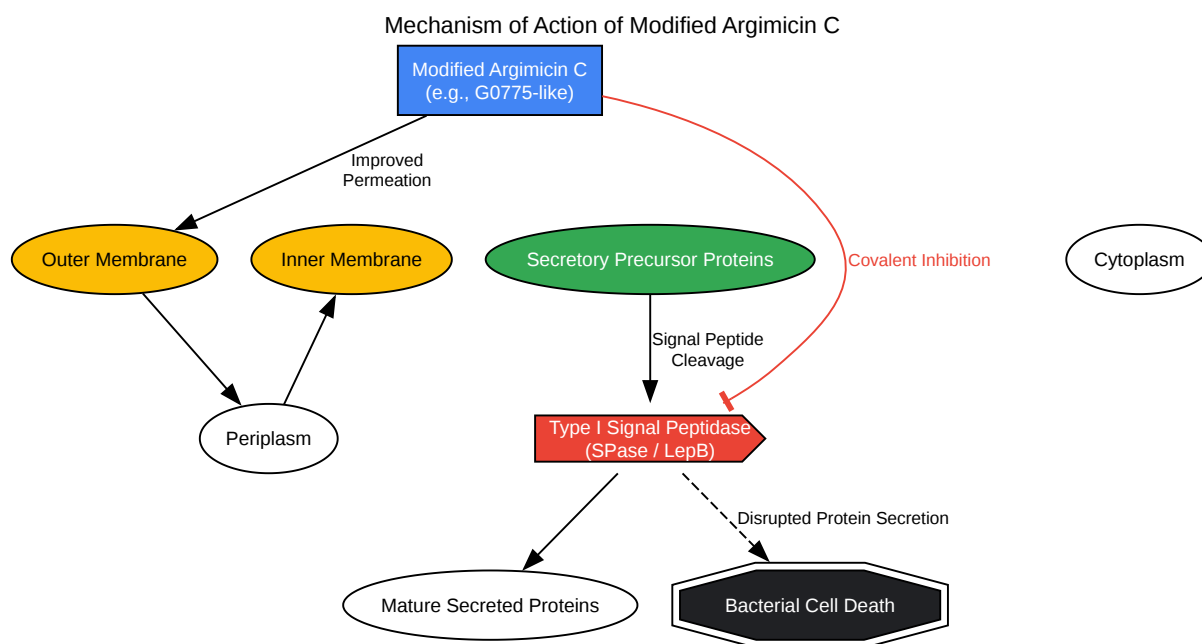 Mechanism of Action of Modified Argimicin C
Modified Argimicin C
(e.g., G0775-like)
Improved
Permeation
Outer Membrane
Inner Membrane
Secretory Precursor Proteins
Covalent Inhibition
Cytoplasm
Signal Peptide
Cleavage
Periplasm
Type I Signal Peptidase
(SPase / LepB)
Disrupted Protein Secretion
Mature Secreted Proteins
Bacterial Cell Death